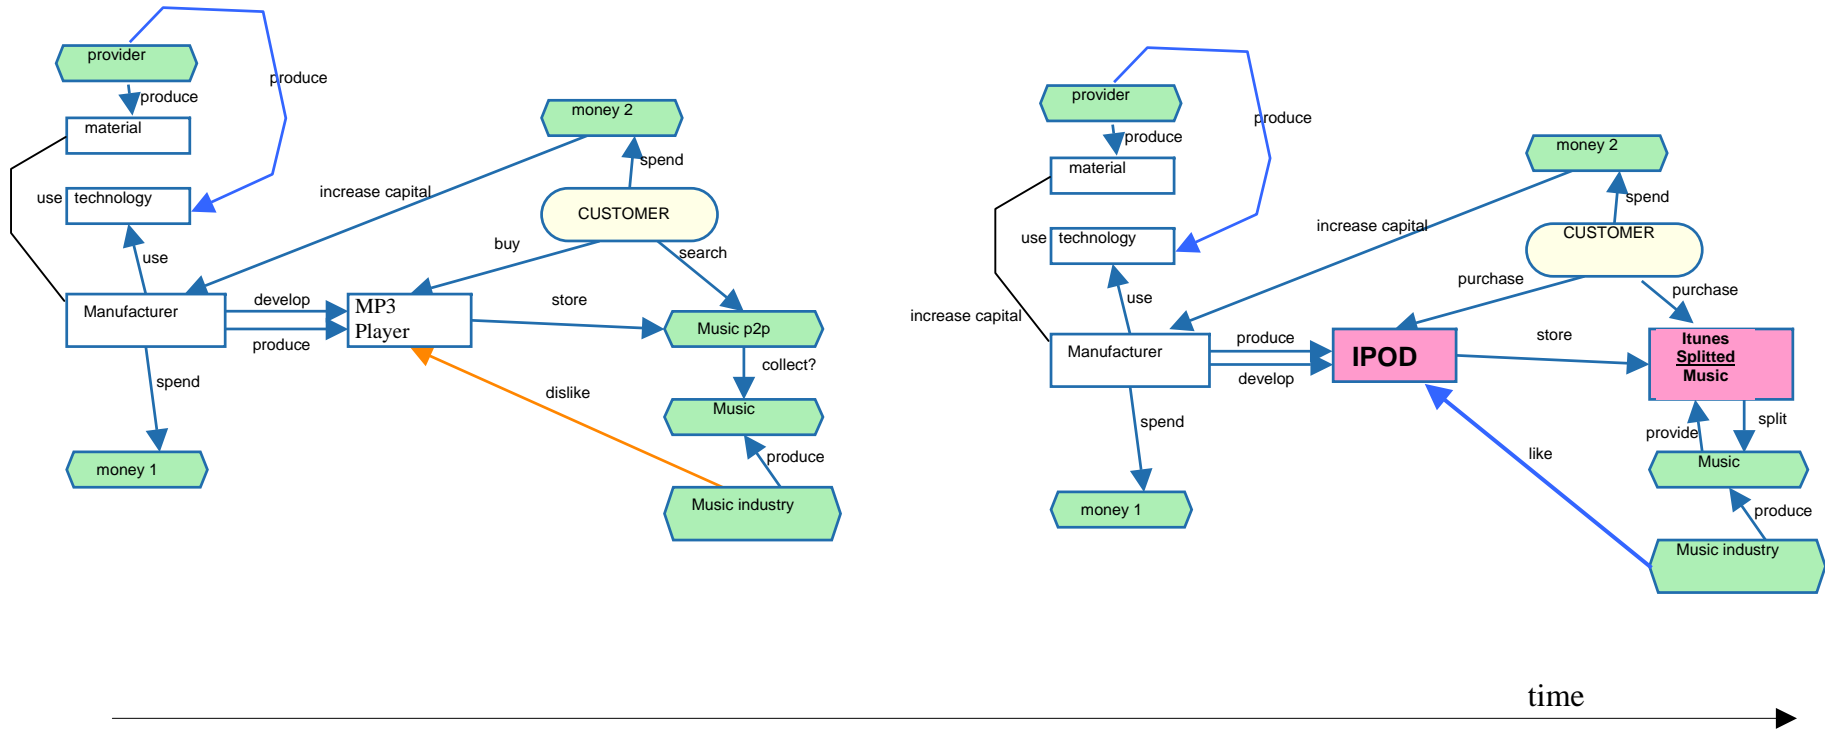 provider
produce
produce
material
use
technology
use
Manufacturer
develop
produce
MP3
Player
spend
money 1
money 2
spend
increase capital
CUSTOMER
buy
search
store
Music p2p
collect?
dislike
Music
produce
Music industry
provider
produce
produce
material
use
technology
use
increase capital
Manufacturer
produce
develop
IPOD
spend
money 1
money 2
spend
increase capital
CUSTOMER
purchase
purchase
store
Itunes
Splitted
Music
provide
split
like
Music
produce
Music industry
time